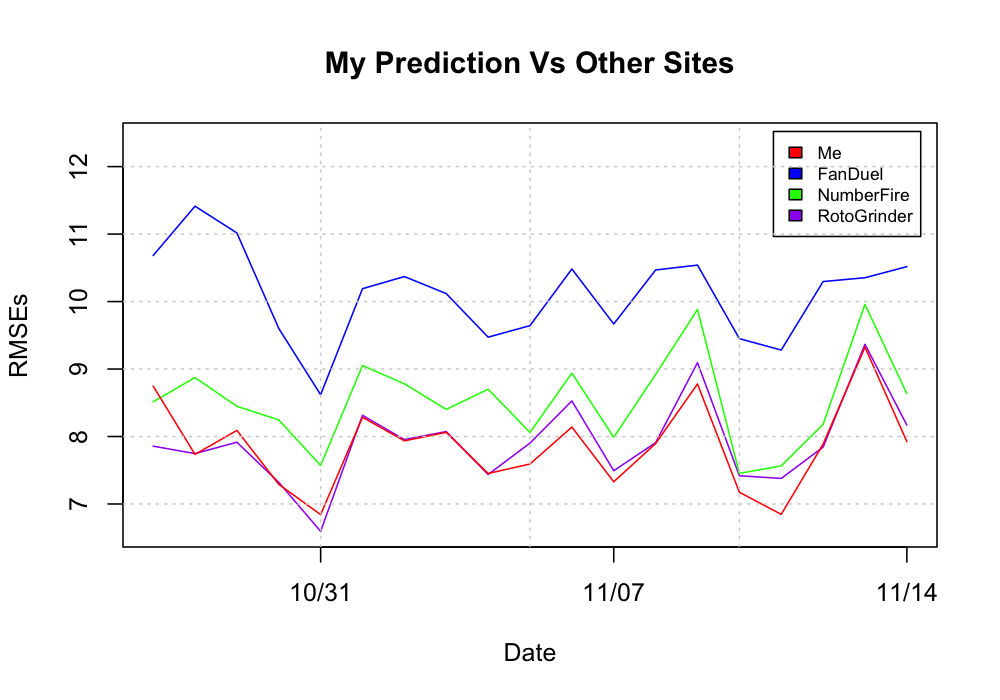 My Prediction Vs Other Sites
Me
FanDuel
NumberFire
RotoGrinder
12
11
10
9
8
7
RMSEs
10/31 11/07 11/14
Date